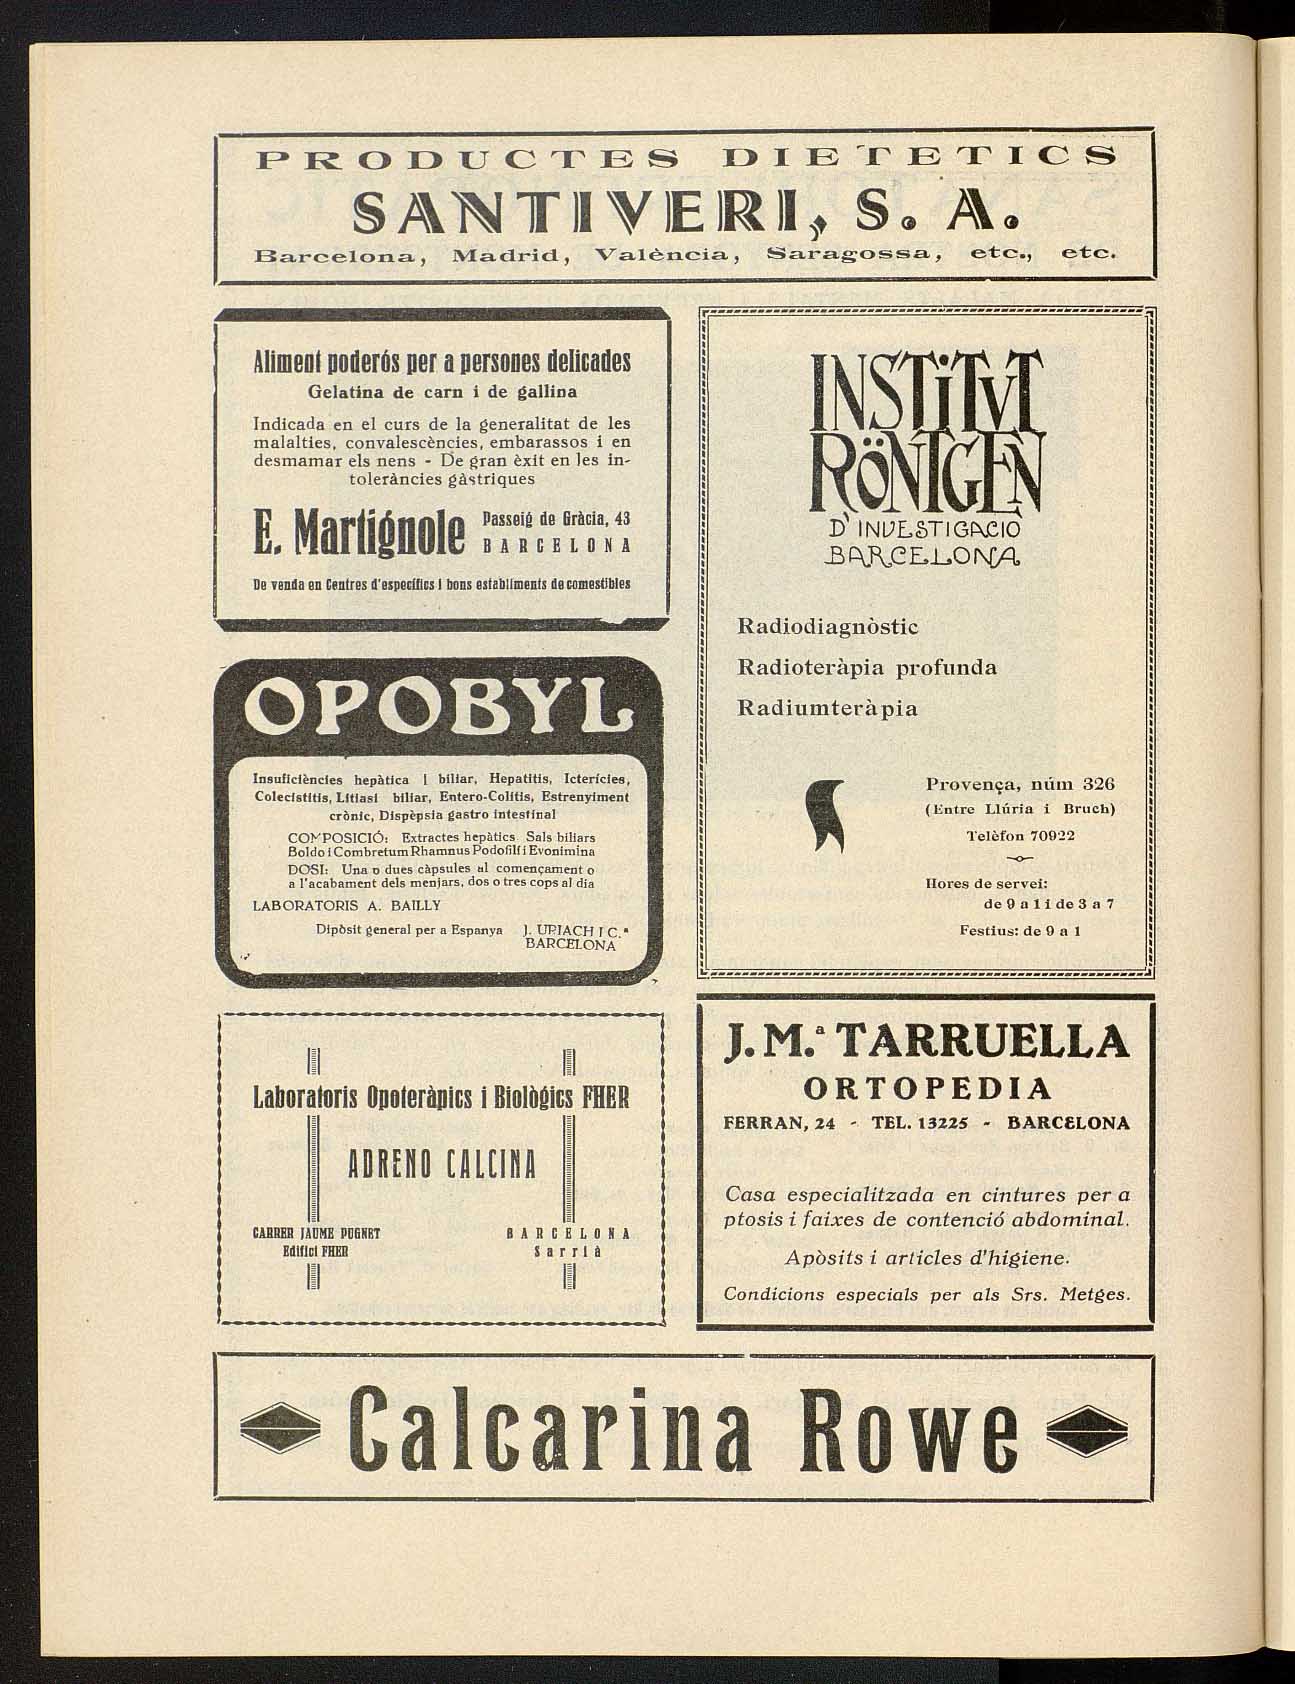 PRODUCTES DIETETICS
SANTIVERI, S. A.
Barcelona, Madrid, València, Saragossa, etc., etc.
Aliment poderós per a persones delicades
Gelatina de carn i de gallina
Indicada en el curs de la generalitat de les
malalties, convalescències, embarassos i en
desmamar els nens - De gran èxit en les in-
toleràncies gàstriques
E. Martignole
Passeig de Gràcia, 43
BARCELONA
De venda en Centres d'específics i bons establiments de comestibles
OPOBYL
Insuficiències hepàtica i biliar, Hepatitis, Icterícies,
Colecistitis, Litiasi biliar, Entero-Colitis, Estrenyiment
crònic, Dispèpsia gastro intestinal
COMPOSICIÓ: Extractes hepàtics Sals biliars
Boldo i Combretum Rhamnus Podofilíi Evonimina
DOSI: Una o dues càpsules al començament o
a l'acabament dels menjars, dos o tres cops al dia
LABORATORIS A. BAILLY
Dipòsit general per a Espanya
J. URIACH I C.ª
BARCELONA
Laboratoris Opoteràpics i Biològics FHER
ADRENO CALCINA
CARRER JAUME PUGNET
Edifici FHER
BARCELONA
Sarrià
INSTiTVT
RÖNTGEN
D'INVESTIGACIO
BARCELONA
Radiodiagnòstic
Radioteràpia profunda
Radiumteràpia
Provença, núm 326
(Entre Llúria i Bruch)
Telèfon 70922
Hores de servei:
de 9 a 1 i de 3 a 7
Festius: de 9 a 1
J. M.ª TARRUELLA
ORTOPEDIA
FERRAN, 24 - TEL. 13225 - BARCELONA
Casa especialitzada en cintures per a
ptosis i faixes de contenció abdominal.
Apòsits i articles d'higiene.
Condicions especials per als Srs. Metges.
Calcarina Rowe